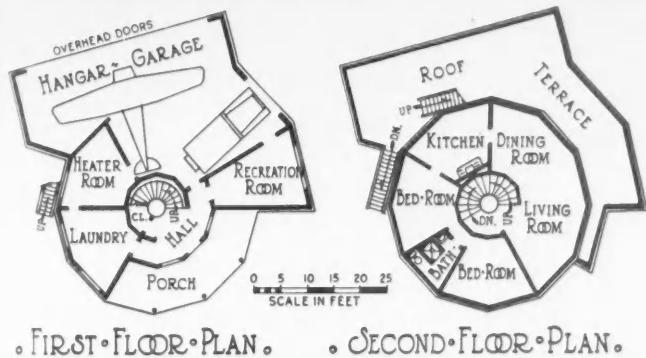 OVERHEAD DOORS
HANGAR-GARAGE
HEATER ROOM
RECREATION ROOM
UP
CL.
UP
HALL
LAUNDRY
PORCH
0 5 10 15 20 25
SCALE IN FEET
FIRST•FLOOR•PLAN
ROOF TERRACE
UP
DN.
KITCHEN
DINING ROOM
BED-ROOM
LIVING ROOM
DN.
UP
BATH
BED-ROOM
SECOND•FLOOR•PLAN